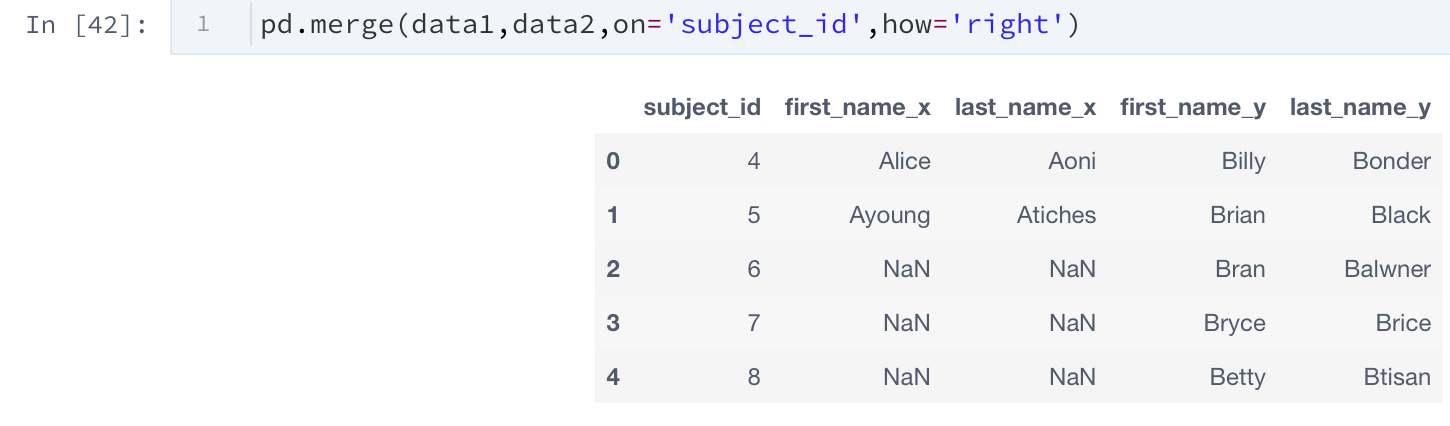 In [42]: 1 pd.merge(data1,data2,on='subject_id',how='right')
subject_id first_name_x last_name_x first_name_y last_name_y
0 4 Alice Aoni Billy Bonder
1 5 Ayoung Atiches Brian Black
2 6 NaN NaN Bran Balwner
3 7 NaN NaN Bryce Brice
4 8 NaN NaN Betty Btisan